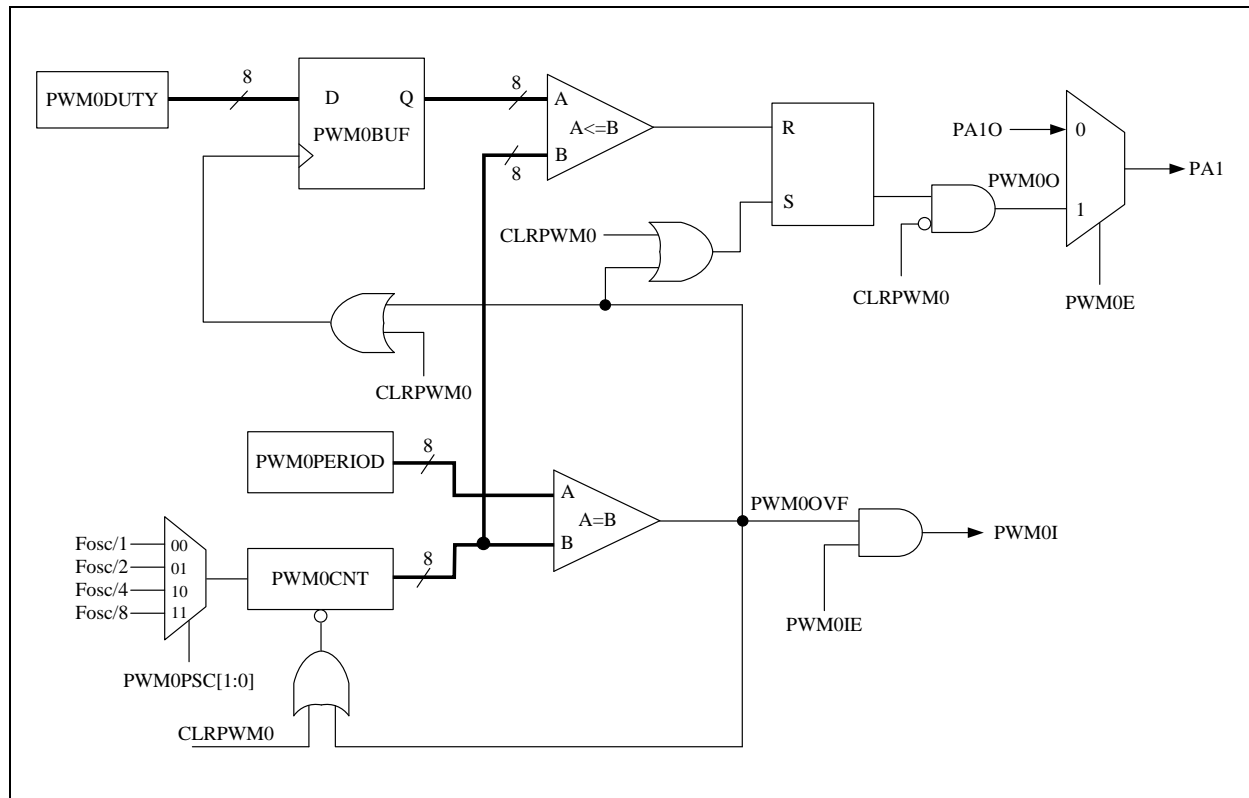 PWM0DUTY
8
D
Q
PWM0BUF
8
A
A<=B
B
8
R
S
PA1O
0
1
PA1
PWM0O
CLRPWM0
CLRPWM0
PWM0E
CLRPWM0
PWM0PERIOD
8
A
A=B
B
PWM0OVF
PWM0I
PWM0IE
Fosc/1
00
Fosc/2
01
Fosc/4
10
Fosc/8
11
PWM0CNT
8
PWM0PSC[1:0]
CLRPWM0